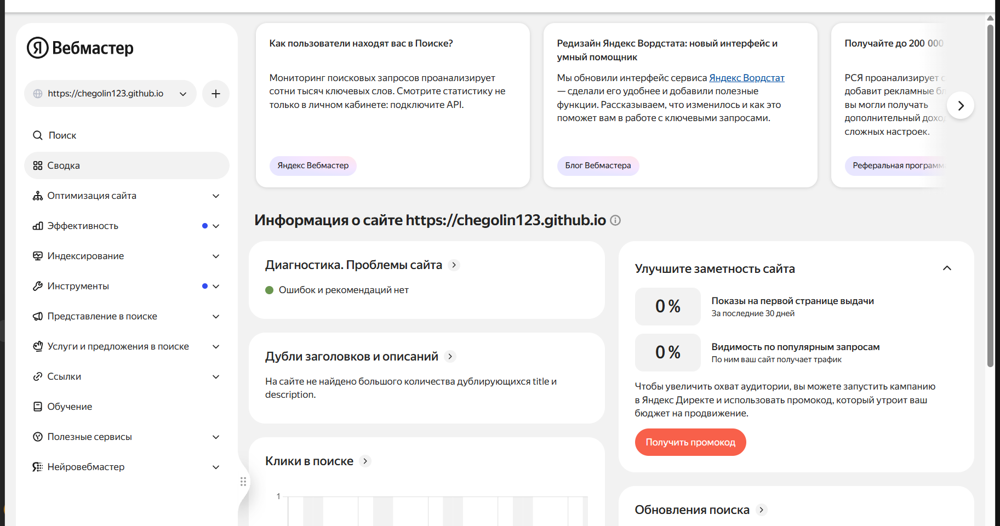 Я Вебмастер
https://chegolin123.github.io
+
Поиск
Сводка
Оптимизация сайта
Эффективность
Индексирование
Инструменты
Представление в поиске
Услуги и предложения в поиске
Ссылки
Обучение
Полезные сервисы
Нейровебмастер
Как пользователи находят вас в Поиске?
Мониторинг поисковых запросов проанализирует
сотни тысяч ключевых слов. Смотрите статистику не
только в личном кабинете: подключите API.
Яндекс Вебмастер
Редизайн Яндекс Вордстата: новый интерфейс и
умный помощник
Мы обновили интерфейс сервиса Яндекс Вордстат
— сделали его удобнее и добавили полезные
функции. Рассказываем, что изменилось и как это
поможет вам в работе с ключевыми запросами.
Блог Вебмастера
Получайте до 200 000
РСЯ проанализирует
добавит рекламные
вы могли получать
дополнительный
сложных настроек.
Реферальная
Информация о сайте https://chegolin123.github.io
Диагностика. Проблемы сайта
Ошибок и рекомендаций нет
Дубли заголовков и описаний
На сайте не найдено большого количества дублирующихся title и
description.
Клики в поиске
1
Улучшите заметность сайта
0 %
Показы на первой странице выдачи
За последние 30 дней
0 %
Видимость по популярным запросам
По ним ваш сайт получает трафик
Чтобы увеличить охват аудитории, вы можете запустить кампанию
в Яндекс Директе и использовать промокод, который утроит ваш
бюджет на продвижение.
Получить промокод
Обновления поиска